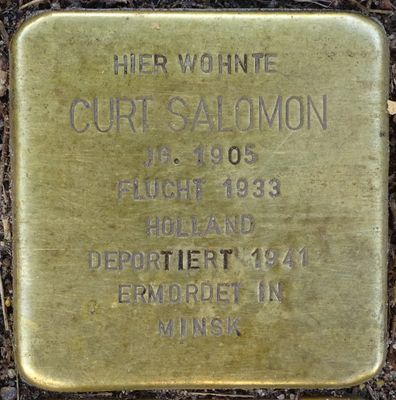 HIER WOHNTE
CURT SALOMON
JG. 1905
FLUCHT 1933
HOLLAND
DEPORTIERT 1941
ERMORDET IN
MINSK